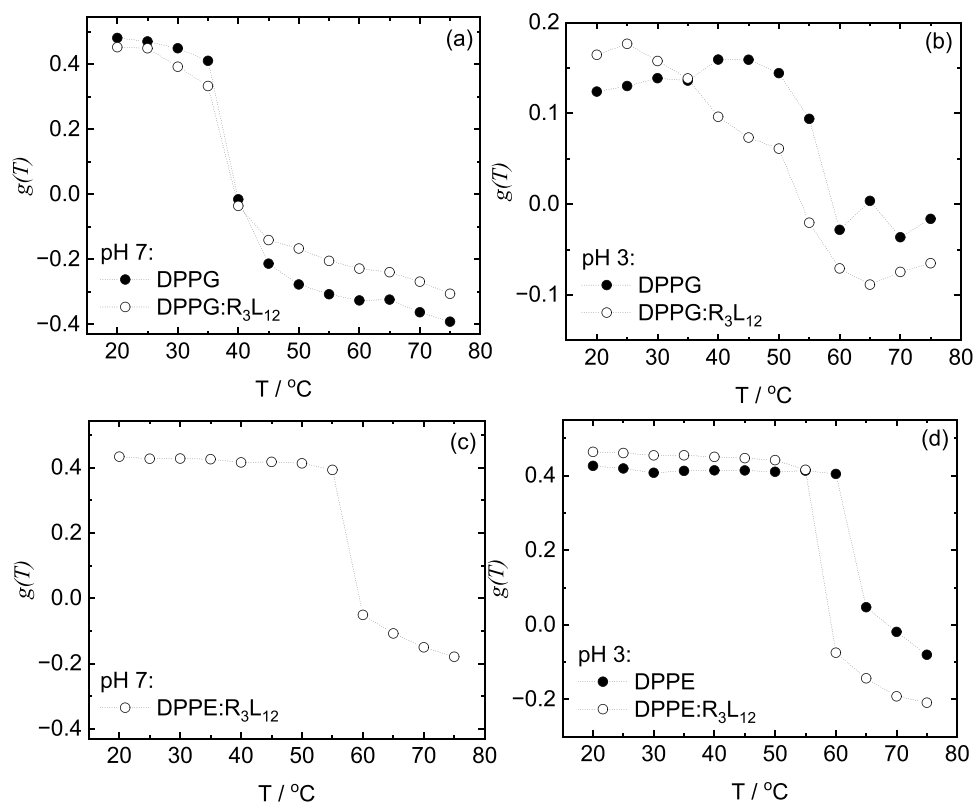 (a)
0.4
0.2
0.0
−0.2
−0.4
g(T)
pH 7:
DPPG
DPPG:R₃L₁₂
20 30 40 50 60 70 80
T / °C
(b)
0.2
0.1
0.0
−0.1
g(T)
pH 3:
DPPG
DPPG:R₃L₁₂
20 30 40 50 60 70 80
T / °C
(c)
0.4
0.2
0.0
−0.2
−0.4
g(T)
pH 7:
DPPE:R₃L₁₂
20 30 40 50 60 70 80
T / °C
(d)
0.4
0.2
0.0
−0.2
g(T)
pH 3:
DPPE
DPPE:R₃L₁₂
20 30 40 50 60 70 80
T / °C